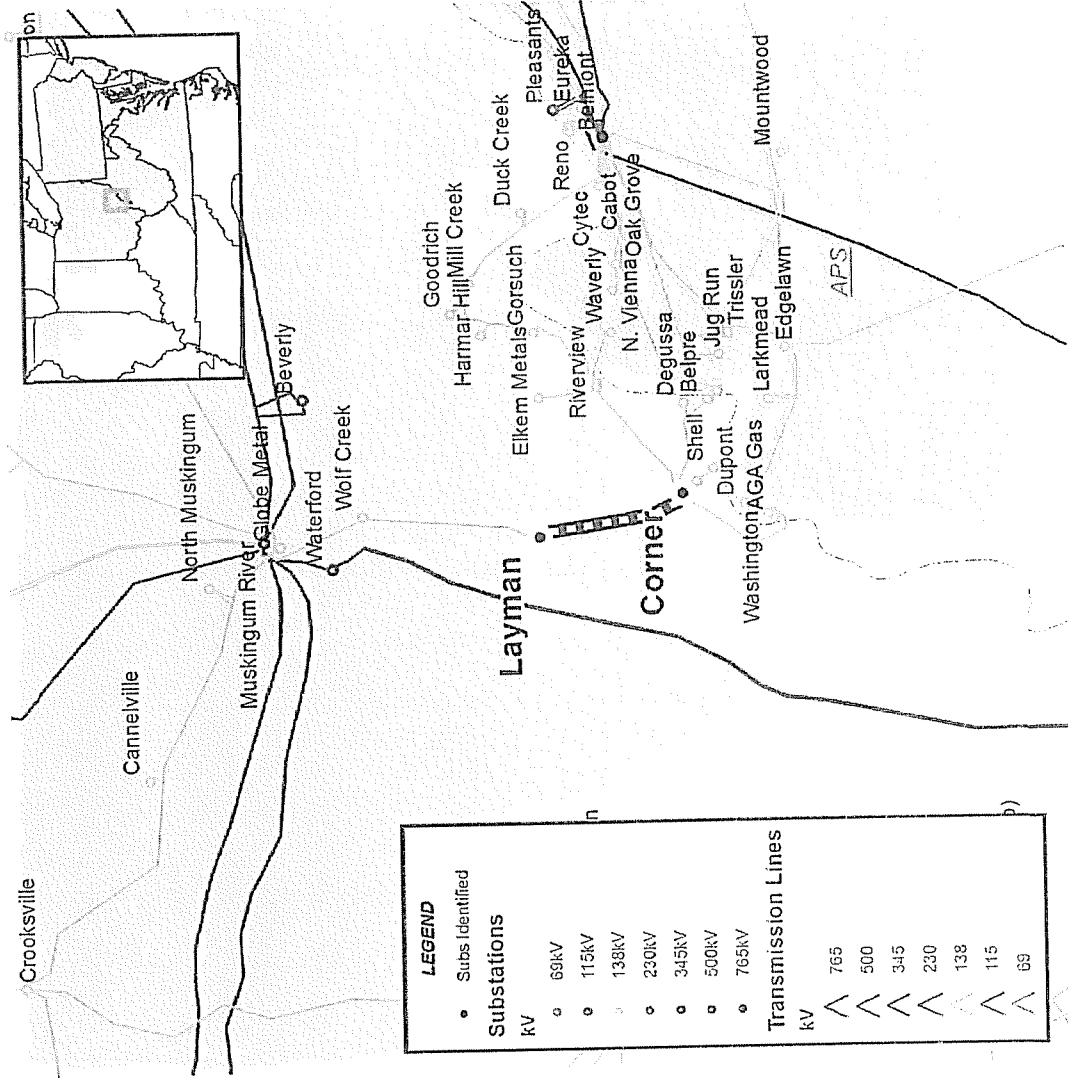 on
Crooksville
Cannelville
North Muskingum
Muskingum River
Globe Metal
Beverly
Waterford
Wolf Creek
Layman
Corner
Goodrich
Harmar Hill
Mill Creek
Duck Creek
Elkem Metals
Gorsuch
Pleasants
Eureka
Belmont
Reno
Cytec
Cabot
Riverview
Waverly
N. Vienna
Oak Grove
Degussa
Belpre
Jug Run
Trissler
Shell
Dupont
Larkmead
Edgelawn
Washington
AGA Gas
Mountwood
APS
n
)
LEGEND
Subs Identified
Substations
kV
69kV
115kV
138kV
230kV
345kV
500kV
765kV
Transmission Lines
kV
765
500
345
230
138
115
69